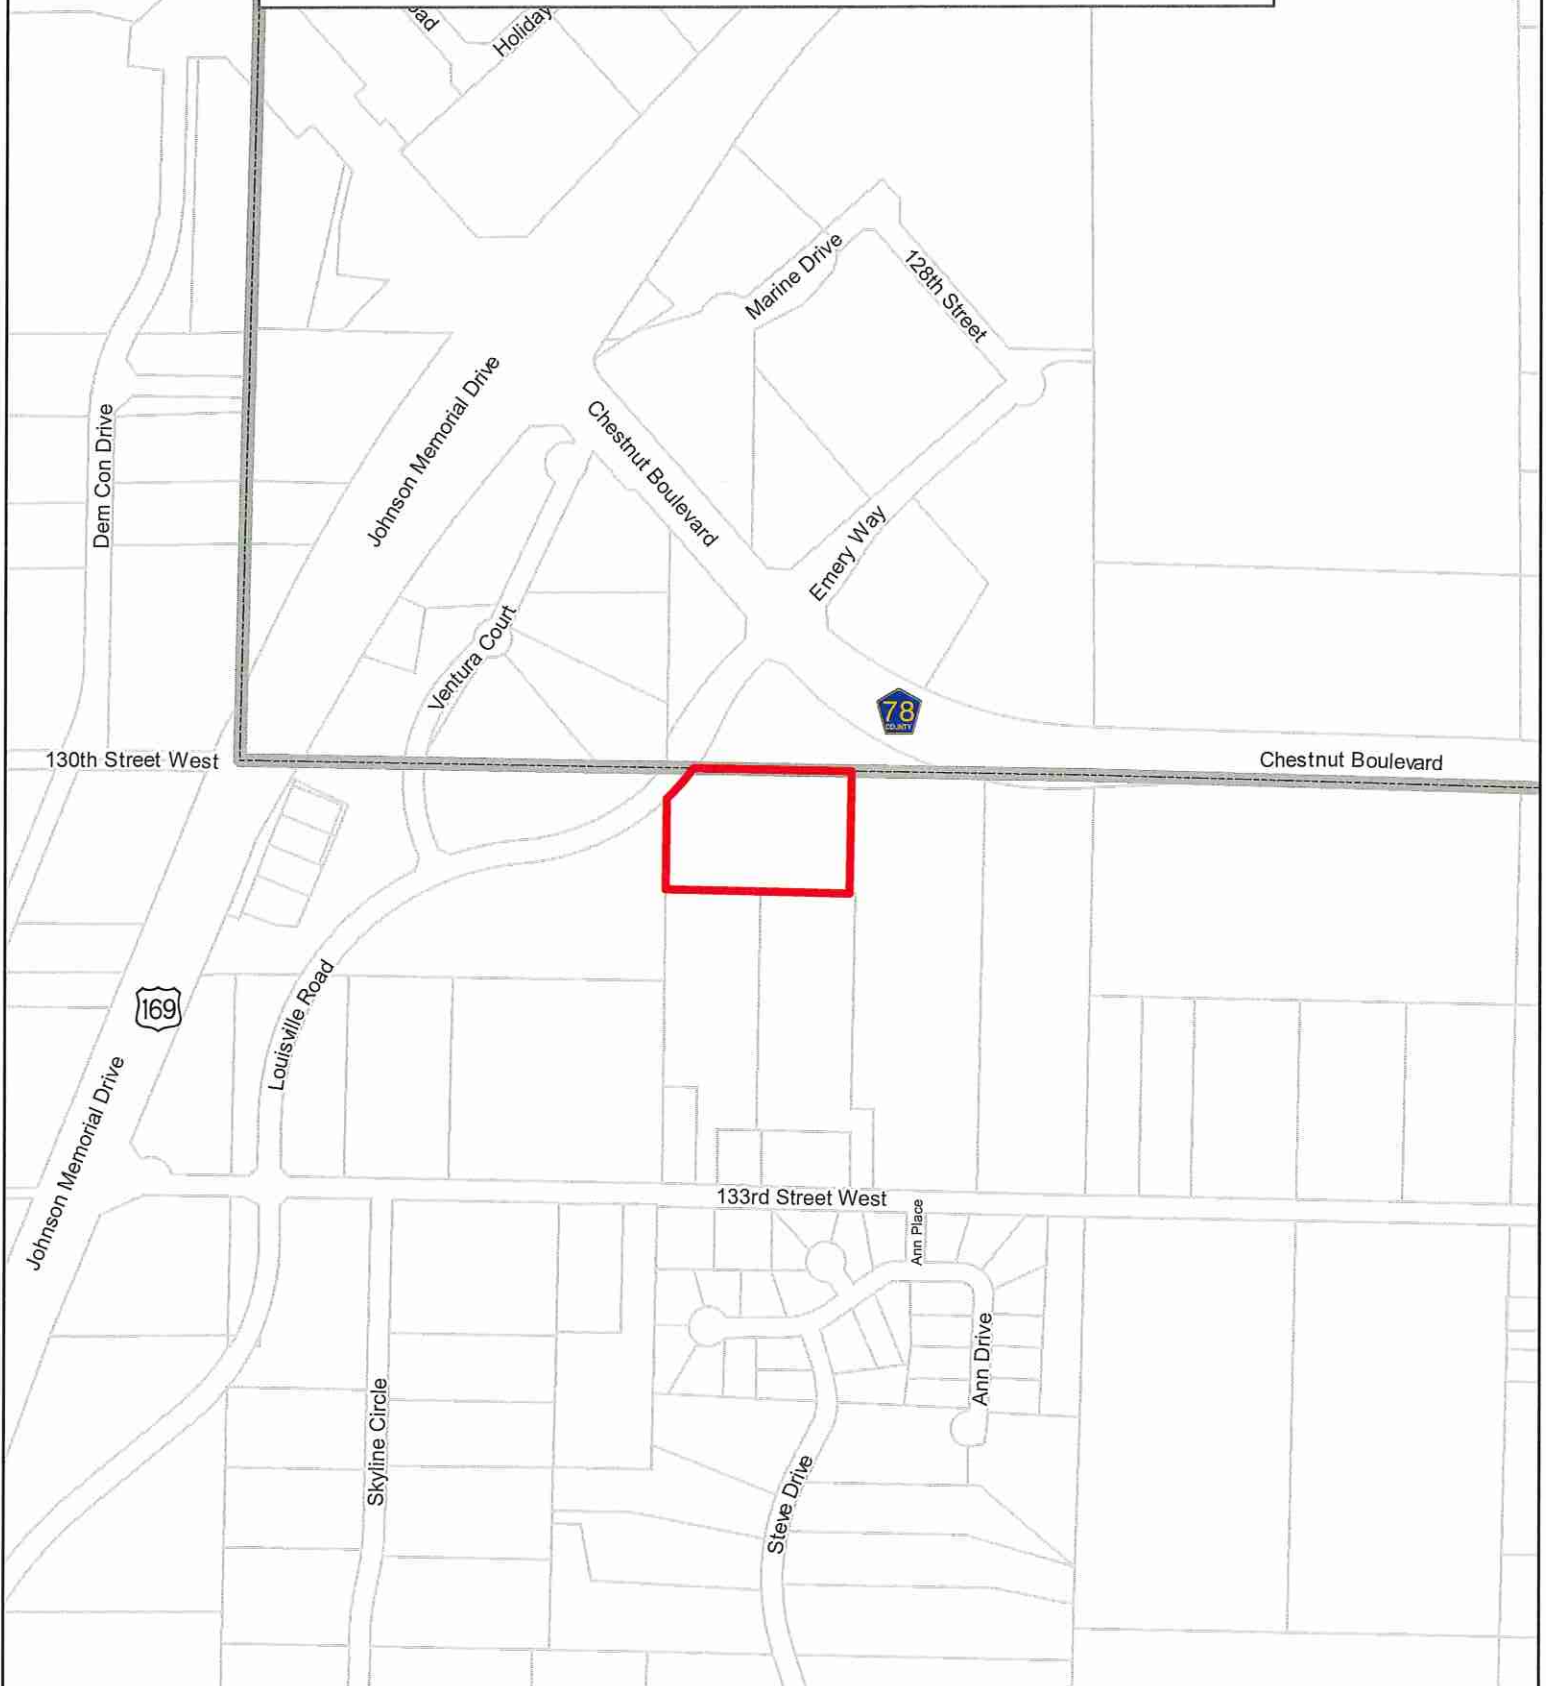 Holiday
Marine Drive
128th Street
Johnson Memorial Drive
Chestnut Boulevard
Dem Con Drive
Emery Way
Ventura Court
78
COUNTY
130th Street West
Chestnut Boulevard
169
Louisville Road
Johnson Memorial Drive
133rd Street West
Ann Place
Ann Drive
Skyline Circle
Steve Drive